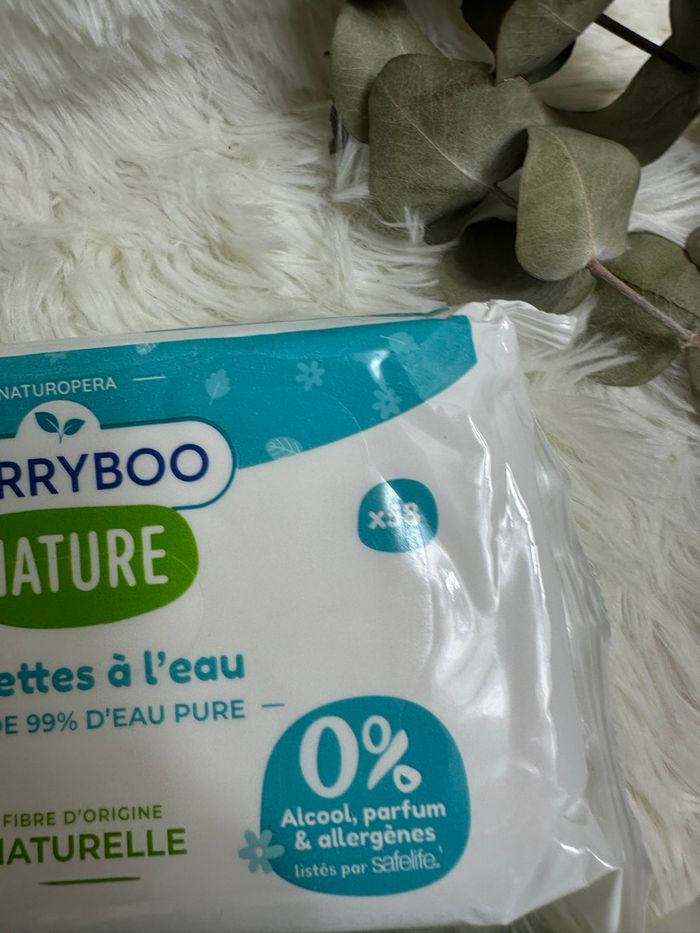 NATUROPERA
RRYBOO
NATURE
x58
ettes à l'eau
DE 99% D'EAU PURE
0%
Alcool, parfum
& allergènes
listés par safelife.
FIBRE D'ORIGINE
NATURELLE